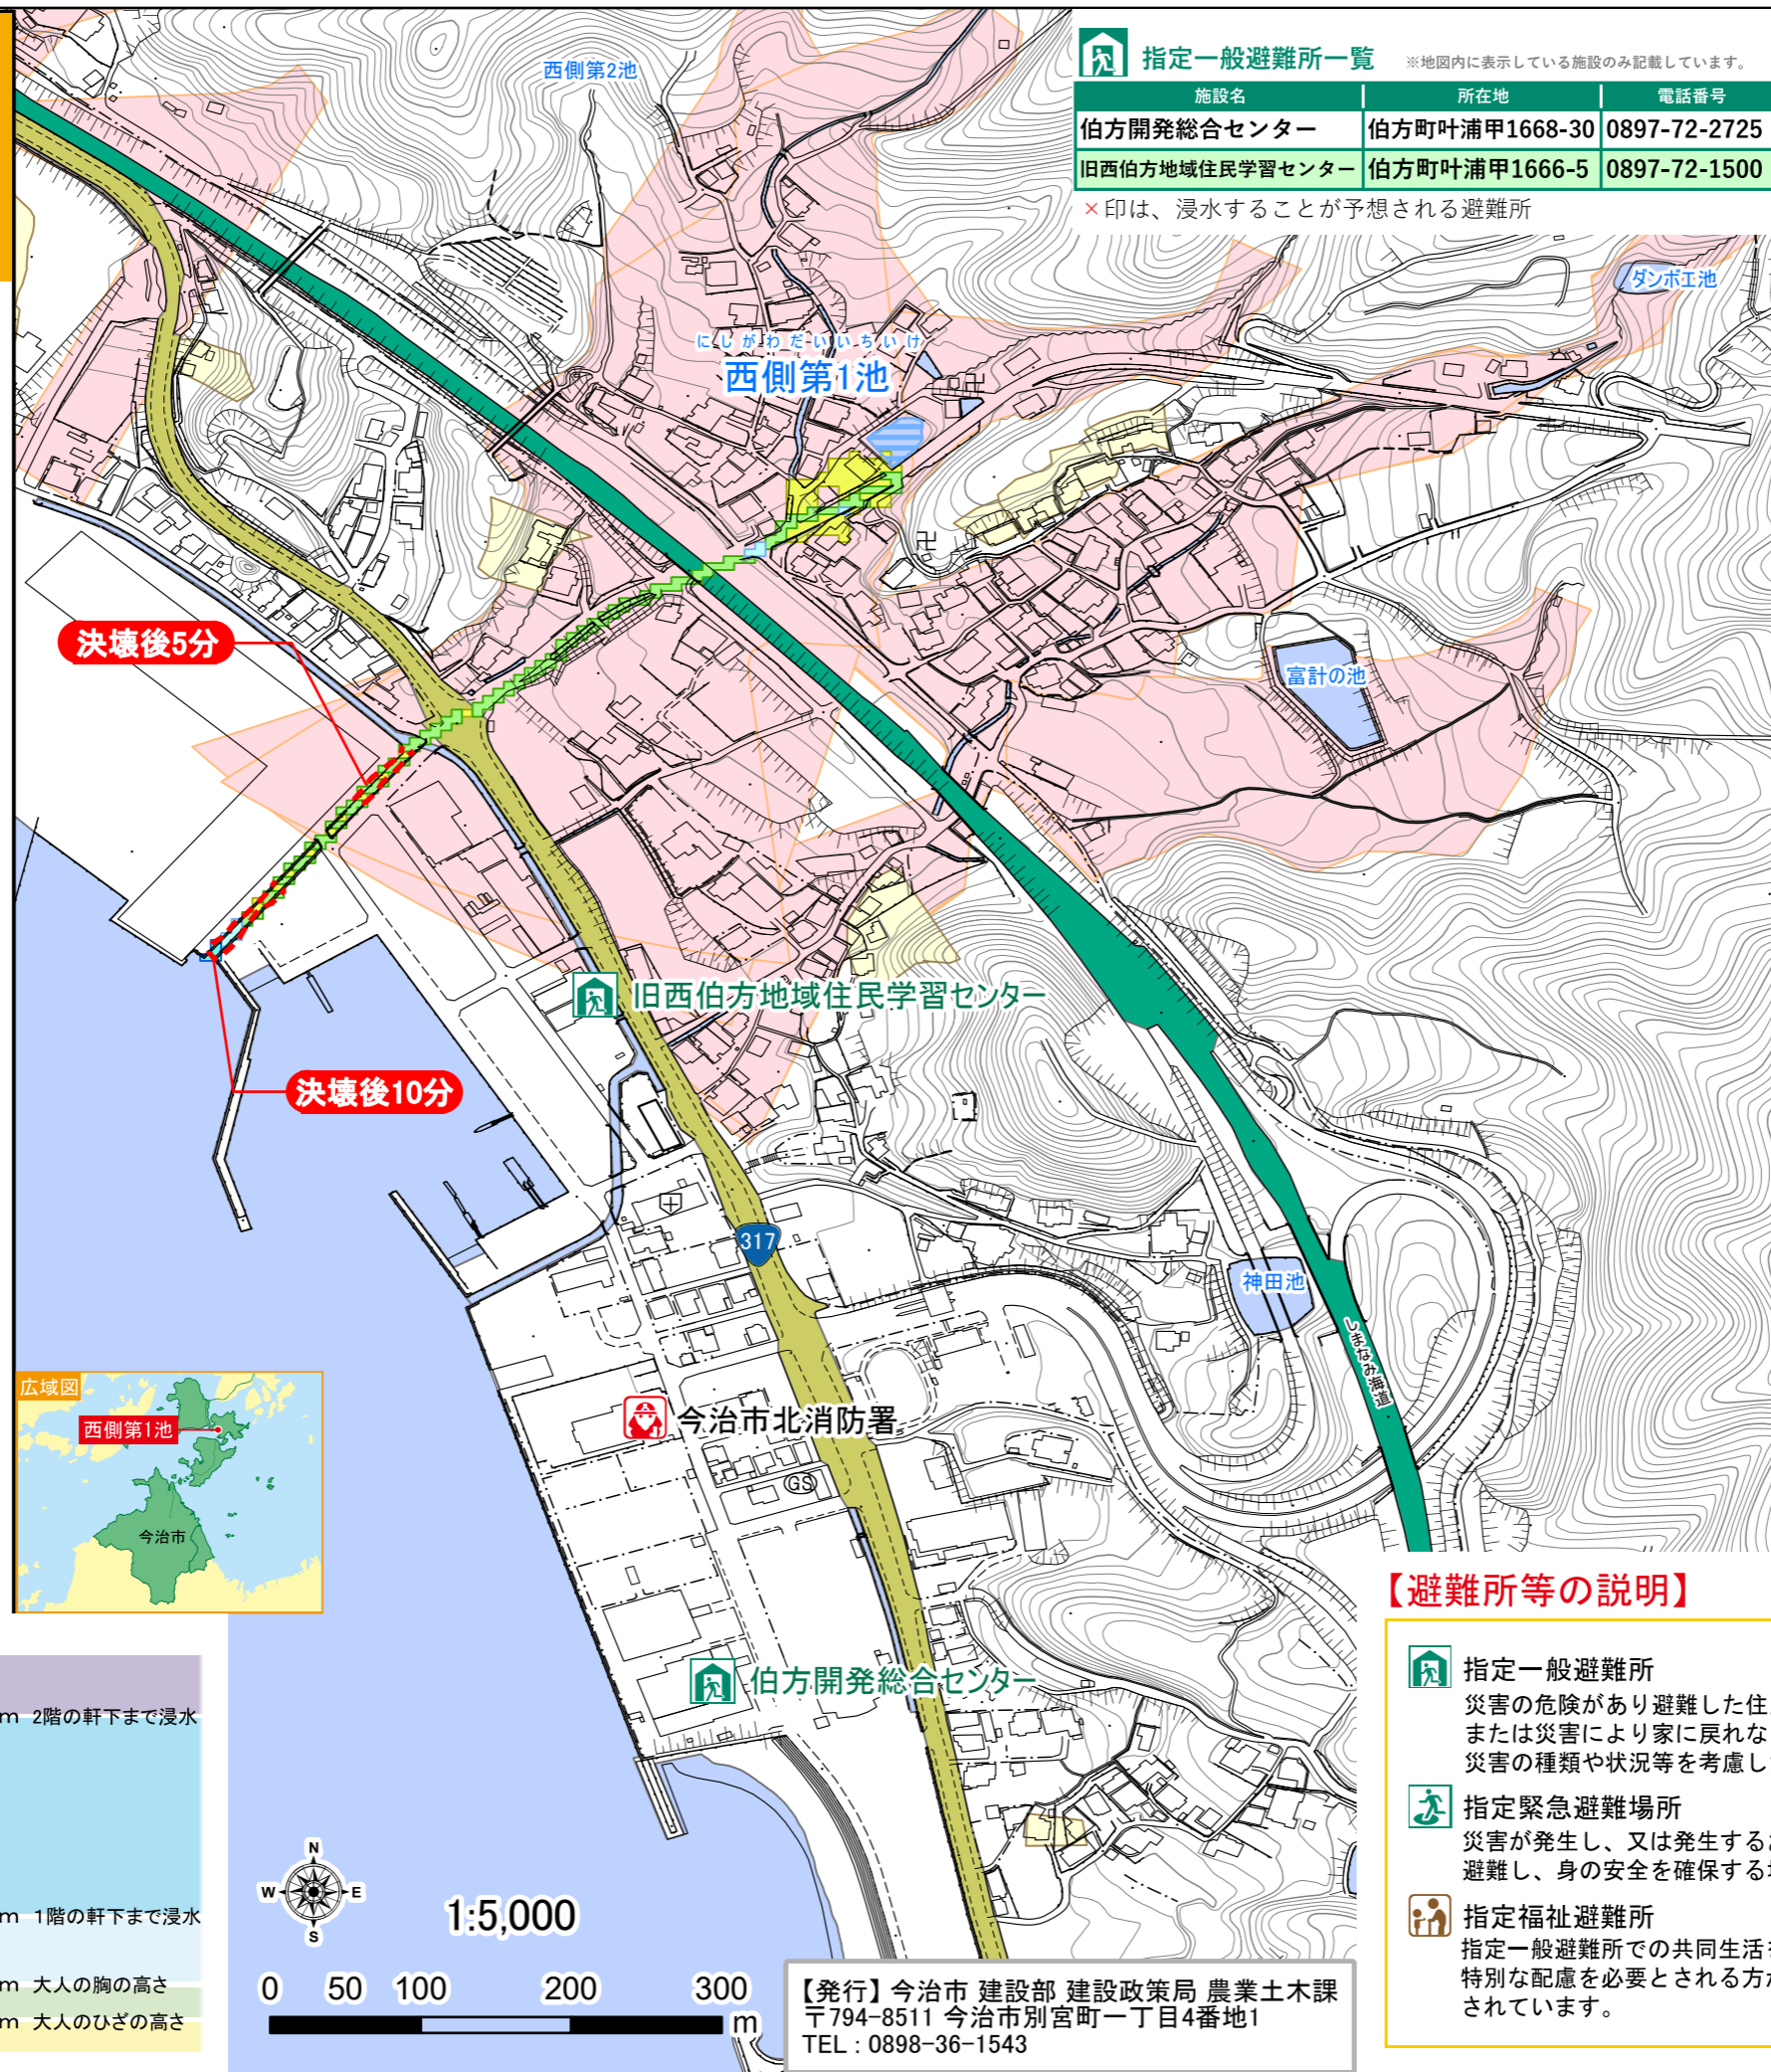 指定一般避難所一覧 ※地図内に表示している施設のみ記載しています。
施設名 所在地 電話番号
伯方開発総合センター 伯方町叶浦甲1668-30 0897-72-2725
旧西伯方地域住民学習センター 伯方町叶浦甲1666-5 0897-72-1500
×印は、浸水することが予想される避難所
西側第2池
ダンボエ池
にしがわだいいちいけ
西側第1池
卍
卍
決壊後5分
富計の池
旧西伯方地域住民学習センター
決壊後10分
317
神田池
しまなみ海道
広域図
西側第1池
今治市
今治市北消防署
GS
伯方開発総合センター
m 2階の軒下まで浸水
m 1階の軒下まで浸水
m 大人の胸の高さ
m 大人のひざの高さ
N
W E
S
1:5,000
0 50 100 200 300
m
【発行】今治市 建設部 建設政策局 農業土木課
〒794-8511 今治市別宮町一丁目4番地1
TEL : 0898-36-1543
【避難所等の説明】
指定一般避難所
災害の危険があり避難した住
または災害により家に戻れな
災害の種類や状況等を考慮し
指定緊急避難場所
災害が発生し、又は発生する
避難し、身の安全を確保する
指定福祉避難所
指定一般避難所での共同生活
特別な配慮を必要とされる方
されています。